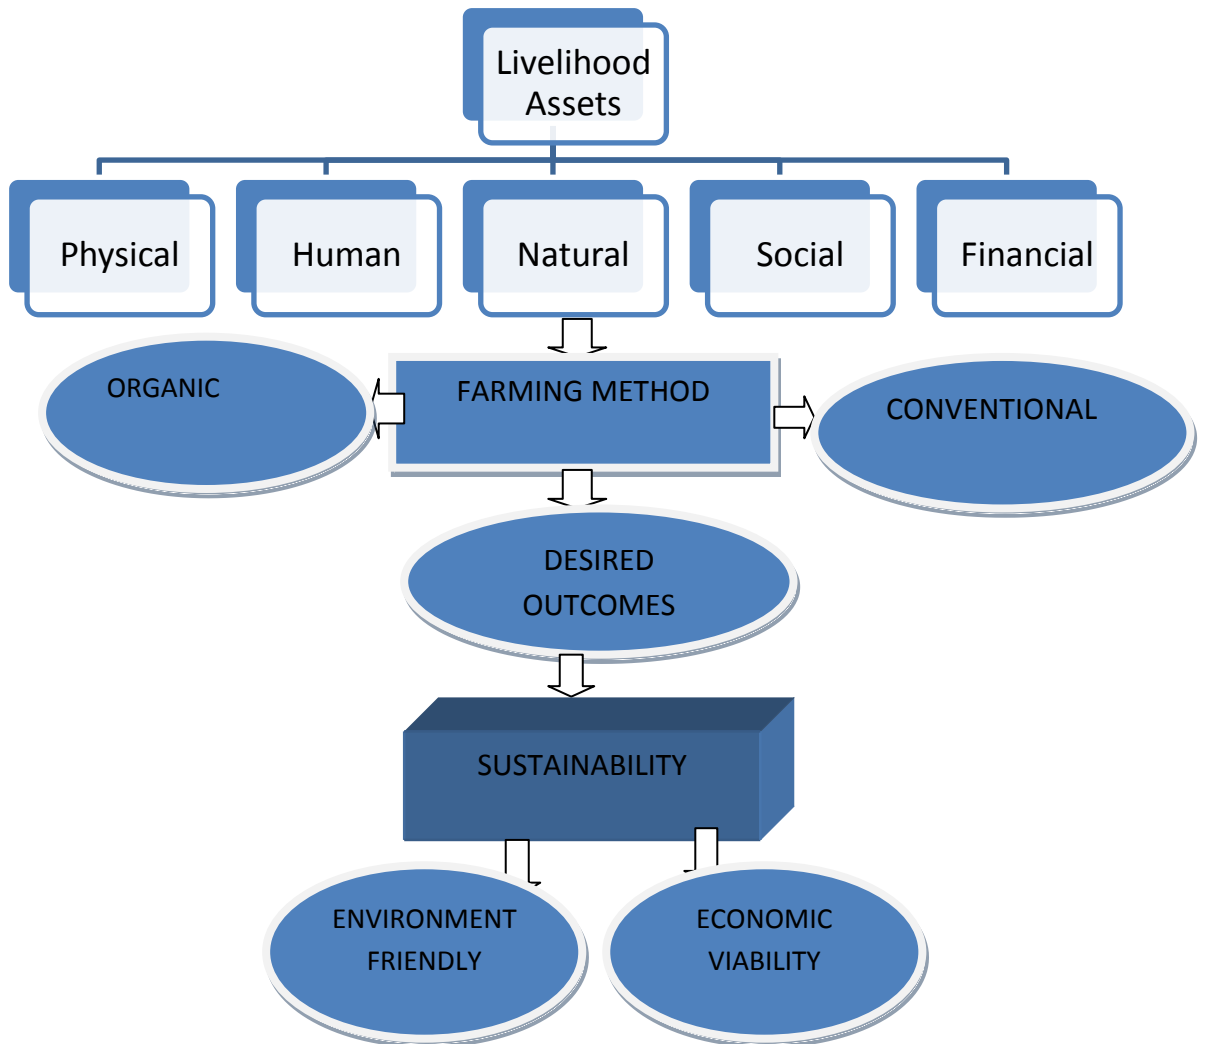 Livelihood
Assets
Physical
Human
Natural
Social
Financial
ORGANIC
FARMING METHOD
CONVENTIONAL
DESIRED
OUTCOMES
SUSTAINABILITY
ENVIRONMENT
FRIENDLY
ECONOMIC
VIABILITY